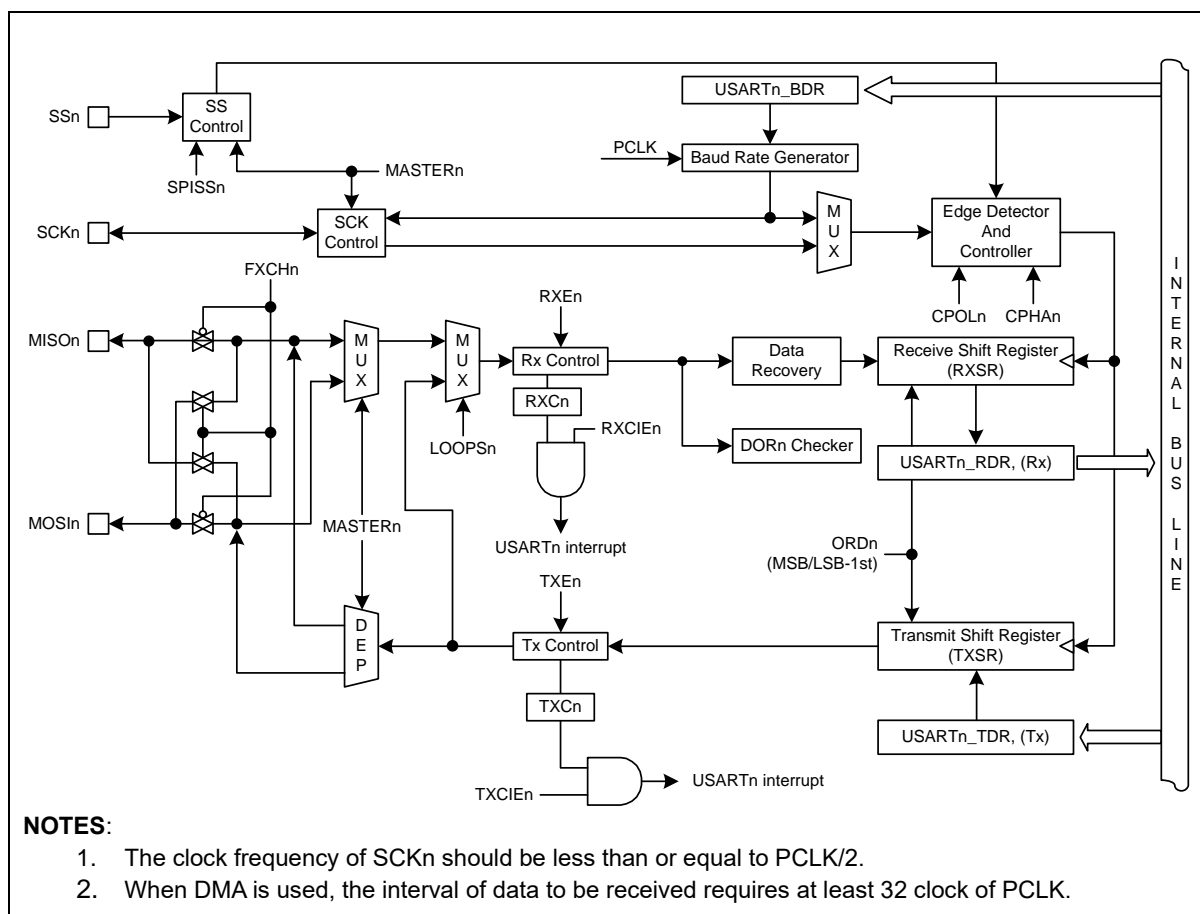 USARTn_BDR
SSn
SS
Control
PCLK
Baud Rate Generator
MASTERn
SPISSn
SCKn
SCK
Control
M
U
X
Edge Detector
And
Controller
FXCHn
RXEn
CPOLn
CPHAn
MISOn
M
U
X
M
U
X
Rx Control
Data
Recovery
Receive Shift Register
(RXSR)
RXCn
LOOPSn
RXCIEn
DORn Checker
USARTn_RDR, (Rx)
MOSIn
MASTERn
USARTn interrupt
ORDn
(MSB/LSB-1st)
TXEn
D
E
P
Tx Control
Transmit Shift Register
(TXSR)
TXCn
USARTn_TDR, (Tx)
USARTn interrupt
TXCIEn
I
N
T
E
R
N
A
L
B
U
S
L
I
N
E
NOTES:
1. The clock frequency of SCKn should be less than or equal to PCLK/2.
2. When DMA is used, the interval of data to be received requires at least 32 clock of PCLK.